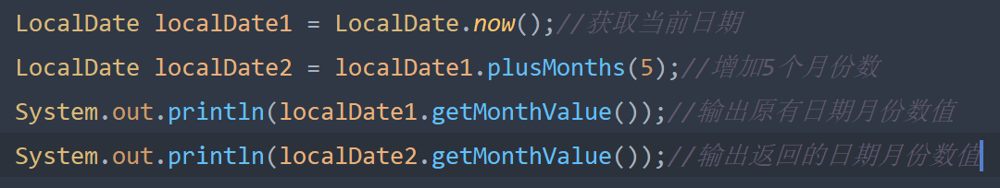 LocalDate localDate1 = LocalDate.now();//获取当前日期
LocalDate localDate2 = localDate1.plusMonths(5);//增加5个月份数
System.out.println(localDate1.getMonthValue());//输出原有日期月份数值
System.out.println(localDate2.getMonthValue());//输出返回的日期月份数值